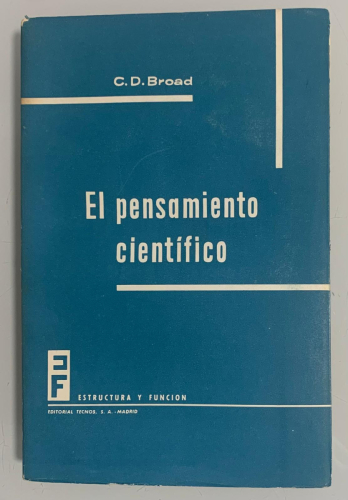 C.D.Broad
El pensamiento
científico
EF
ESTRUCTURA Y FUNCION
EDITORIAL TECNOS, S. A.-MADRID